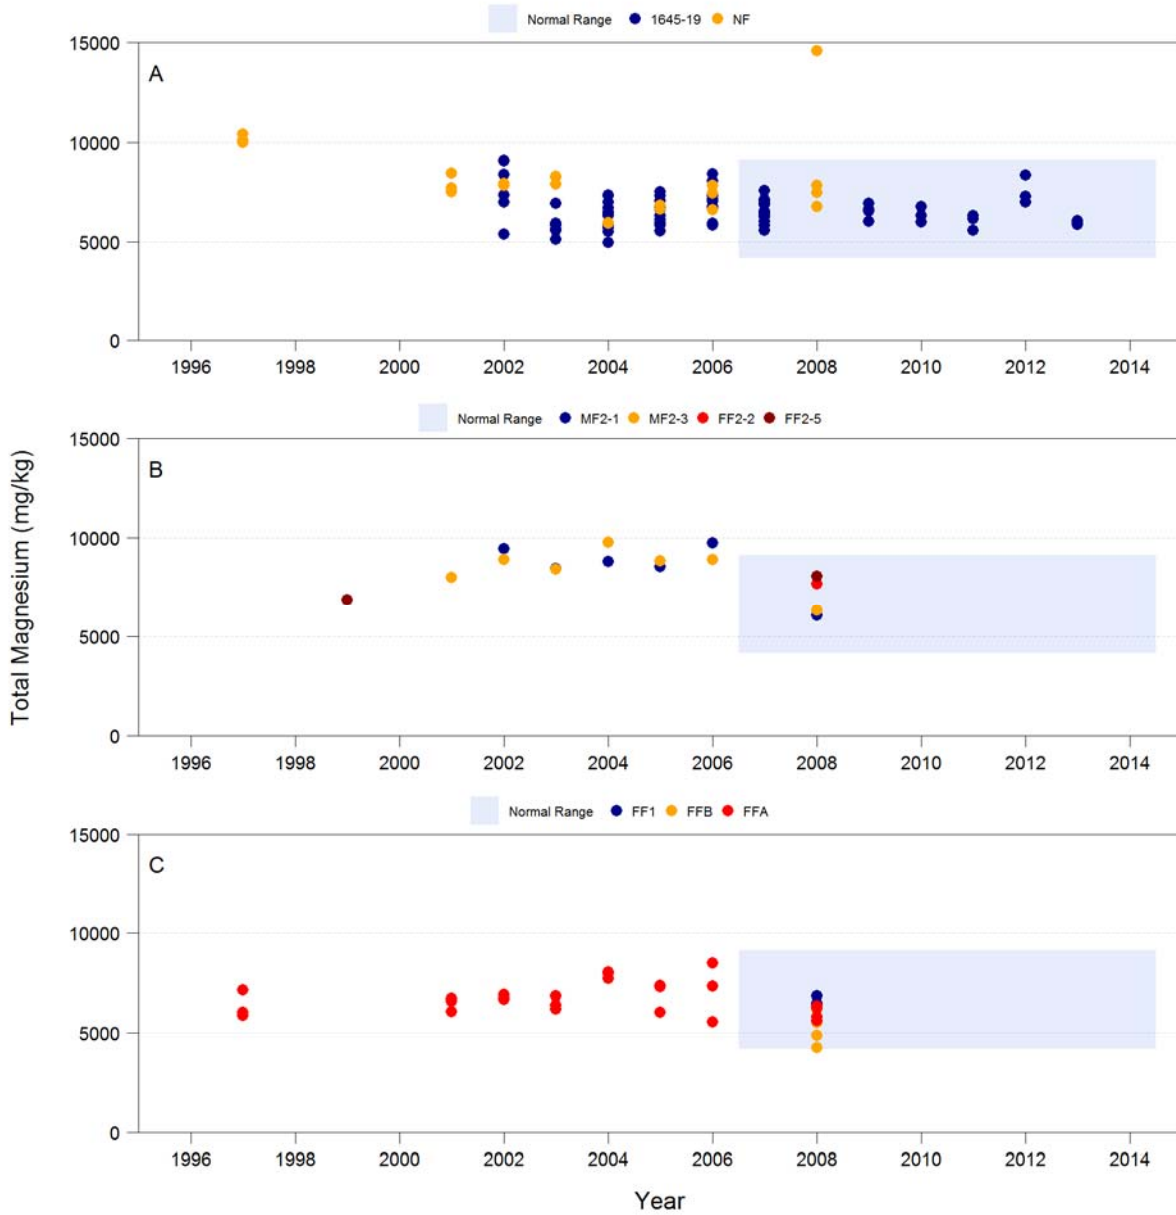 Normal Range 1645-19 NF
A
15000
10000
5000
0
1996 1998 2000 2002 2004 2006 2008 2010 2012 2014
Normal Range MF2-1 MF2-3 FF2-2 FF2-5
B
15000
10000
5000
0
1996 1998 2000 2002 2004 2006 2008 2010 2012 2014
Total Magnesium (mg/kg)
Normal Range FF1 FFB FFA
C
15000
10000
5000
0
1996 1998 2000 2002 2004 2006 2008 2010 2012 2014
Year